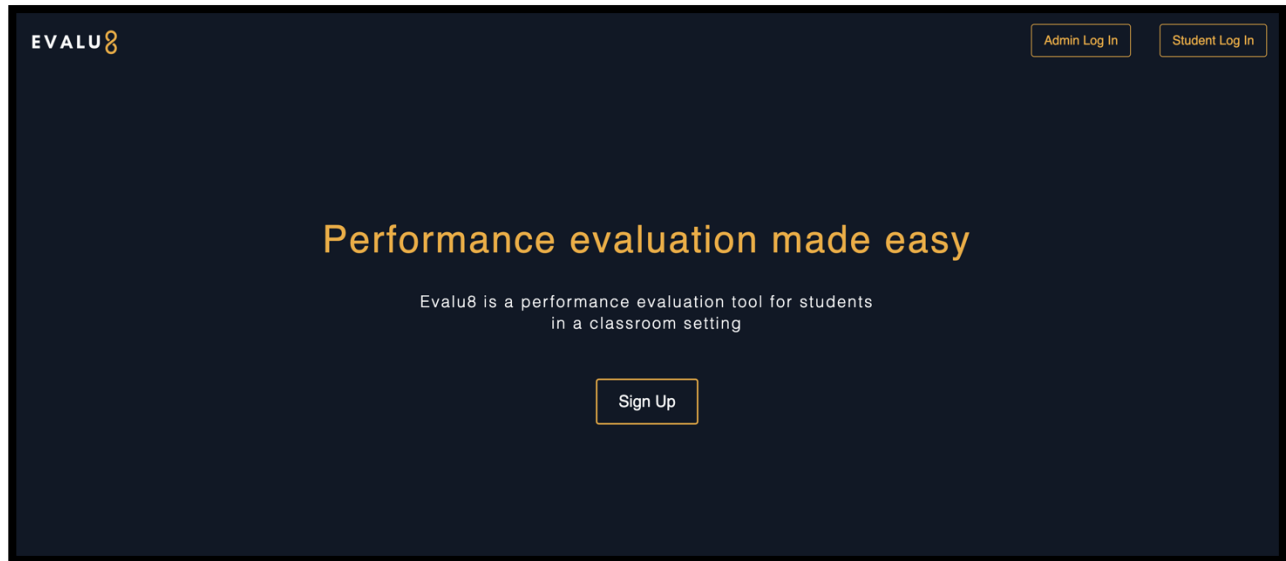 EVALU8
Admin Log In
Student Log In
Performance evaluation made easy
Evalu8 is a performance evaluation tool for students
in a classroom setting
Sign Up